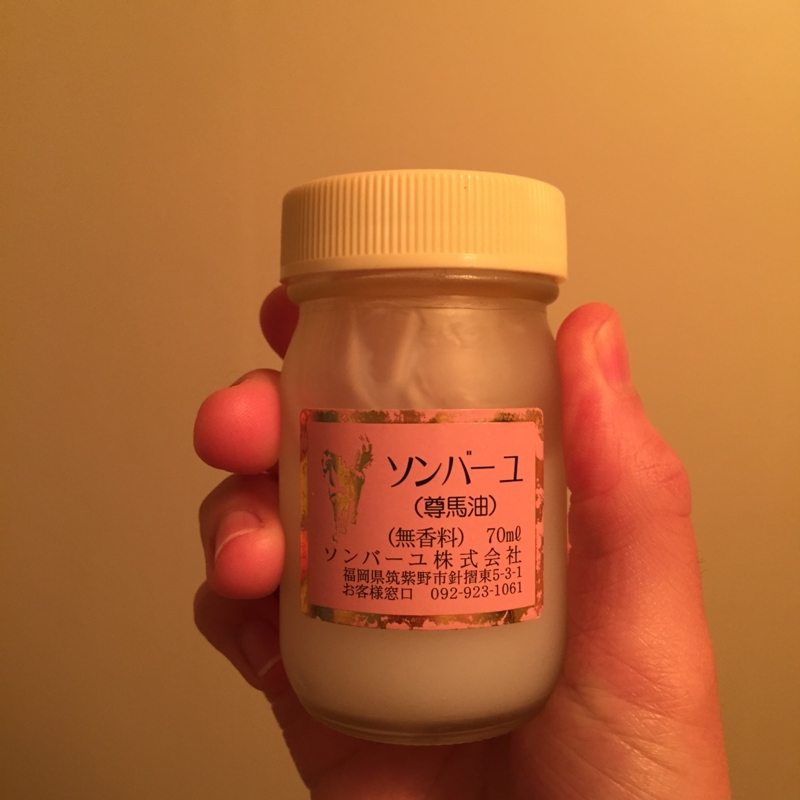 ソンバーユ
(尊馬油)
(無香料) 70㎖
ソンバーユ株式会社
福岡県筑紫野市針摺東5-3-1
お客様窓口 092-923-1061